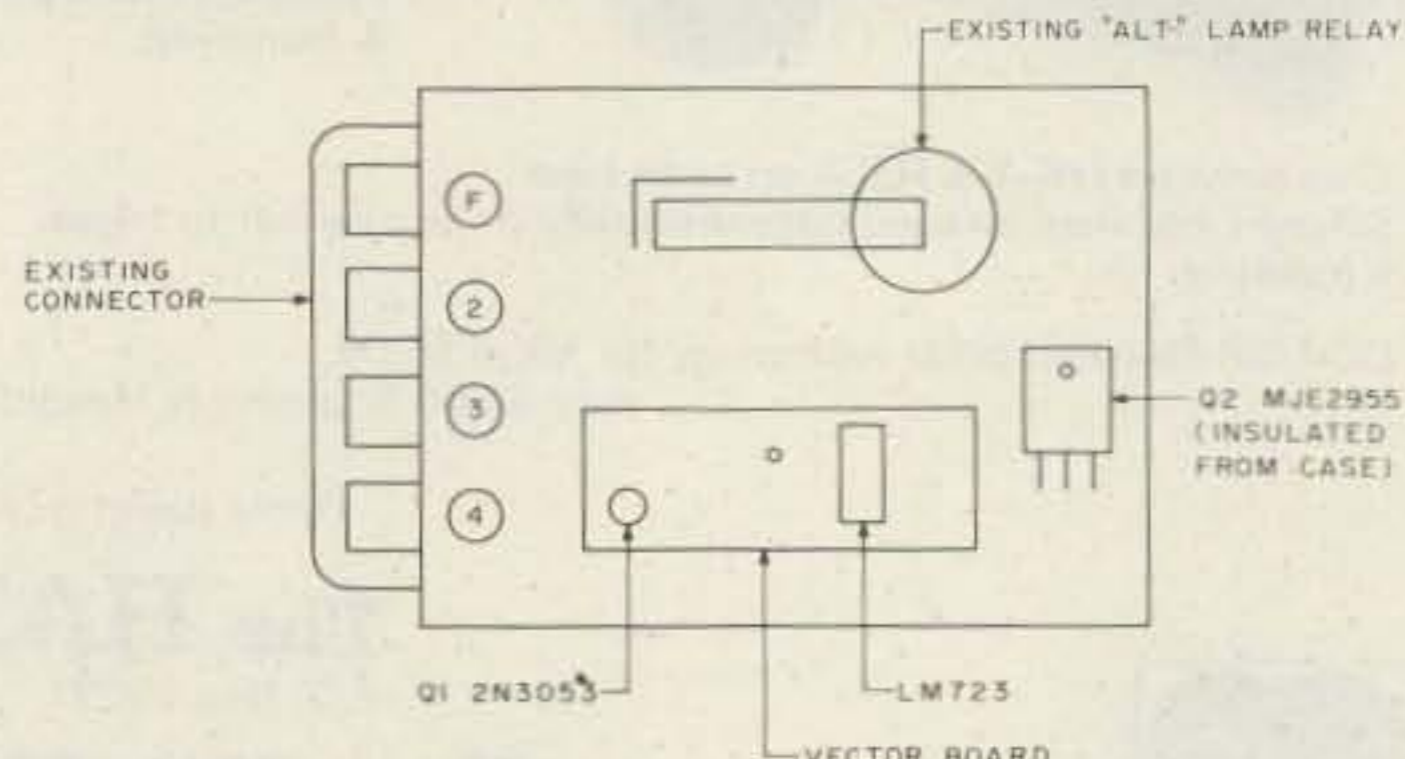 EXISTING "ALT-" LAMP RELAY
F
EXISTING
CONNECTOR
2
3
Q2 MJE2955
(INSULATED
FROM CASE)
4
Q1 2N3053
LM723
VECTOR BOARD